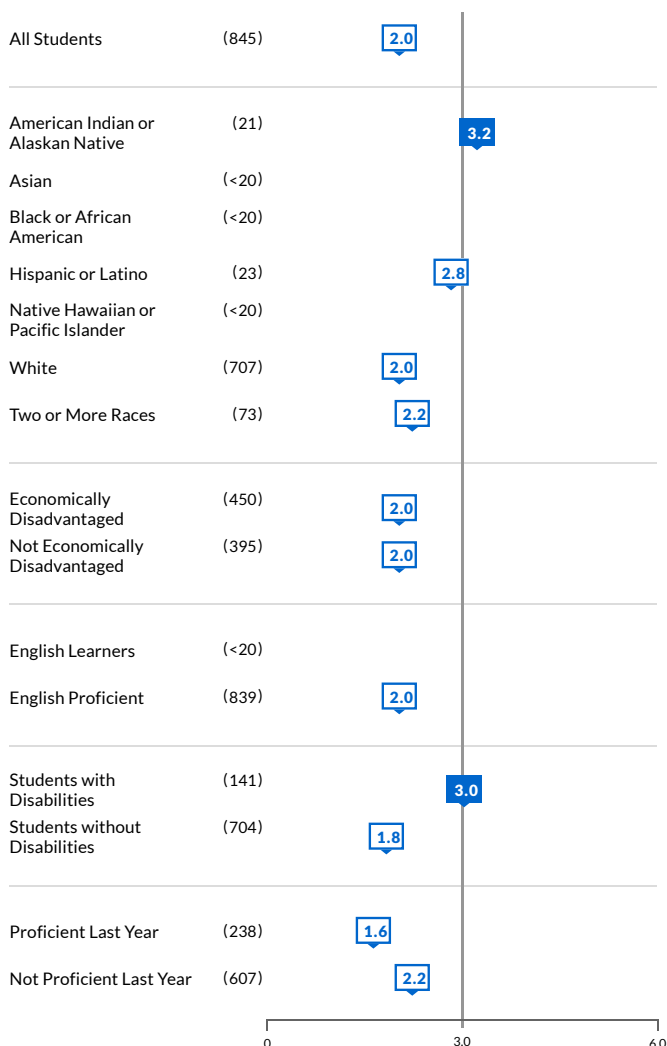 All Students (845) 2.0
American Indian or (21) 3.2
Alaskan Native
Asian (<20)
Black or African (<20)
American
Hispanic or Latino (23) 2.8
Native Hawaiian or (<20)
Pacific Islander
White (707) 2.0
Two or More Races (73) 2.2
Economically (450) 2.0
Disadvantaged
Not Economically (395) 2.0
Disadvantaged
English Learners (<20)
English Proficient (839) 2.0
Students with (141) 3.0
Disabilities
Students without (704) 1.8
Disabilities
Proficient Last Year (238) 1.6
Not Proficient Last Year (607) 2.2
0 3.0 6.0